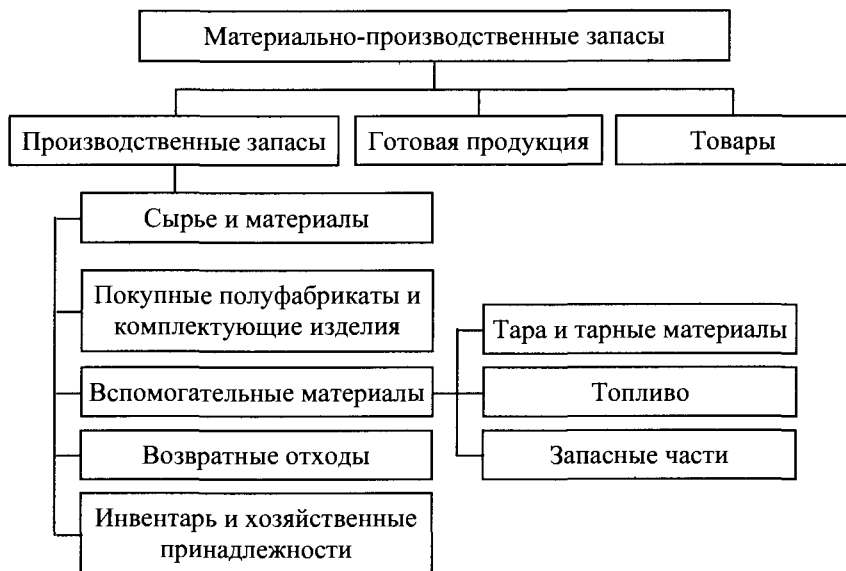 Материально-производственные запасы
Производственные запасы
Готовая продукция
Товары
Сырье и материалы
Покупные полуфабрикаты и
комплектующие изделия
Вспомогательные материалы
Возвратные отходы
Инвентарь и хозяйственные
принадлежности
Тара и тарные материалы
Топливо
Запасные части